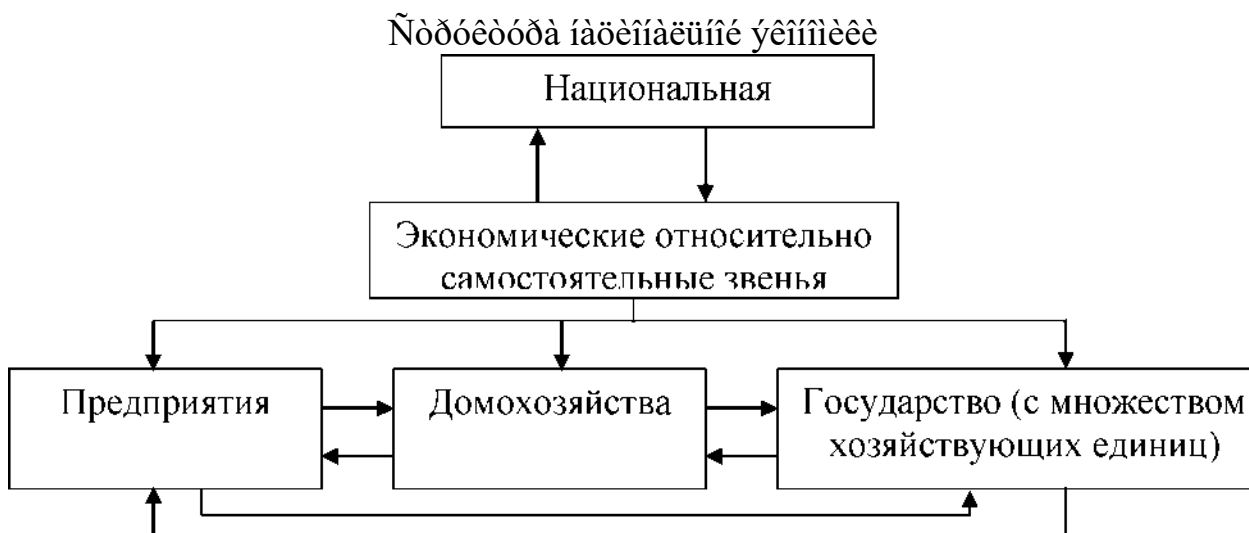 Ñòðóêòóðà íàöèîíàëüíîé ýêîíîìèêè
Национальная
Экономические относительно
самостоятельные звенья
Предприятия
Домохозяйства
Государство (с множеством
хозяйствующих единиц)